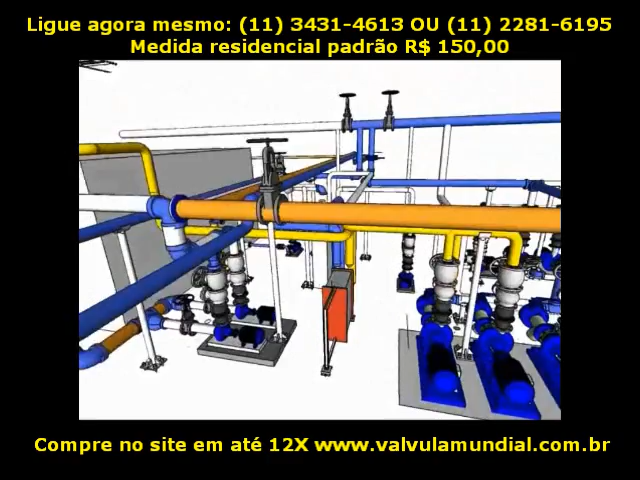 Ligue agora mesmo: (11) 3431-4613 OU (11) 2281-6195
Medida residencial padrão R$ 150,00
Compre no site em até 12X www.valvulamundial.com.br